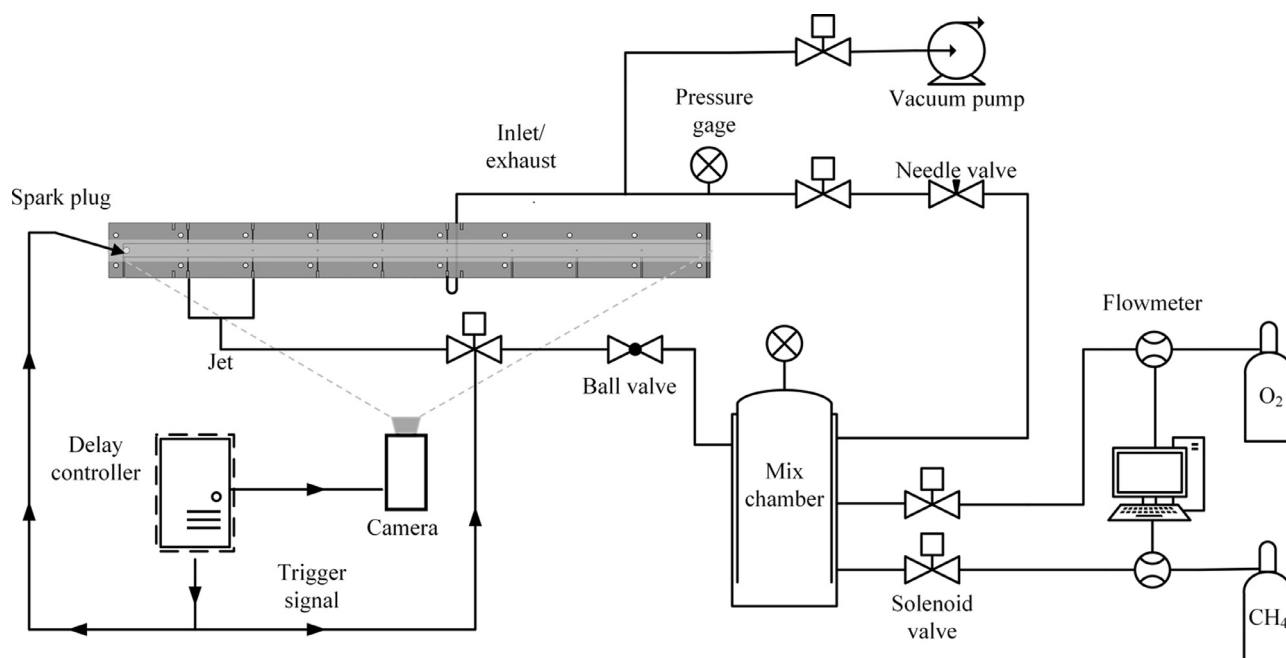 Vacuum pump
Pressure
gage
Inlet/
exhaust
Needle valve
Spark plug
Flowmeter
Jet
Ball valve
O₂
Delay
controller
Mix
chamber
Camera
Trigger
signal
Solenoid
valve
CH₄